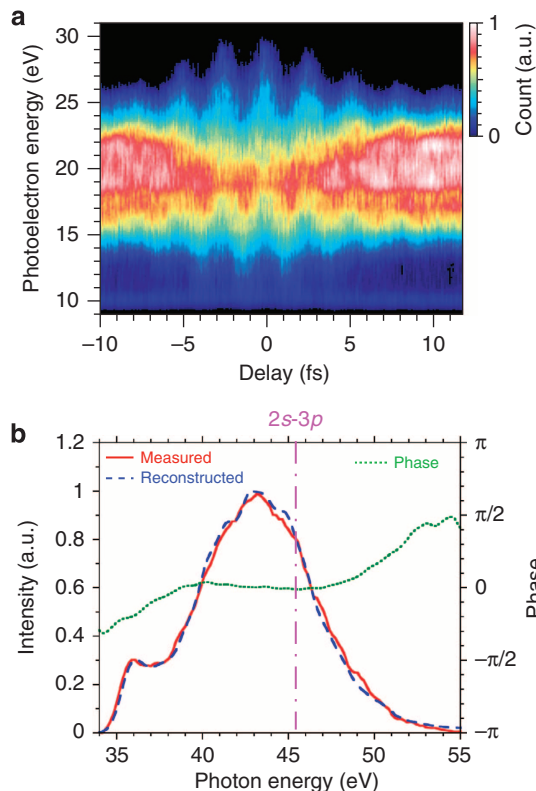 a
30
25
20
15
10
Photoelectron energy (eV)
−10
−5
0
5
10
Delay (fs)
1
0
Count (a.u.)
b
2s-3p
Measured
Reconstructed
Phase
1.2
1
0.8
0.6
0.4
0.2
0
Intensity (a.u.)
π
π/2
0
−π/2
−π
Phase
35
40
45
50
55
Photon energy (eV)